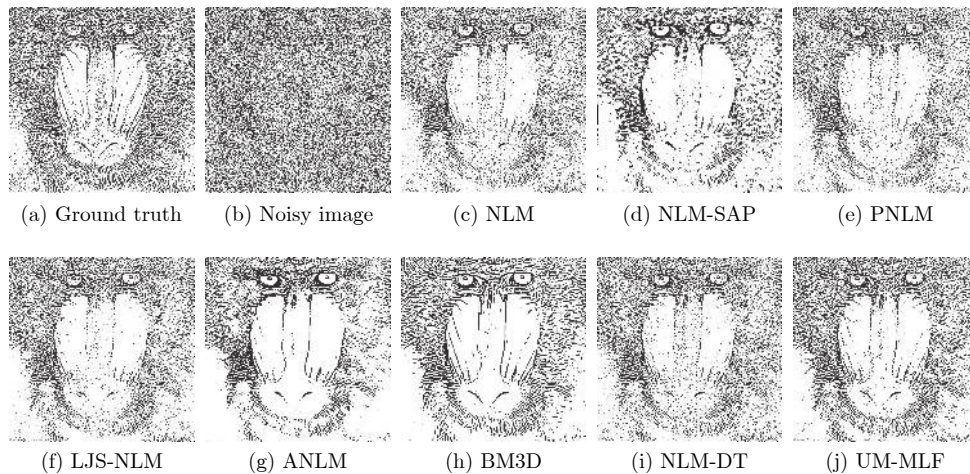 (a) Ground truth
(b) Noisy image
(c) NLM
(d) NLM-SAP
(e) PNLM
(f) LJS-NLM
(g) ANLM
(h) BM3D
(i) NLM-DT
(j) UM-MLF